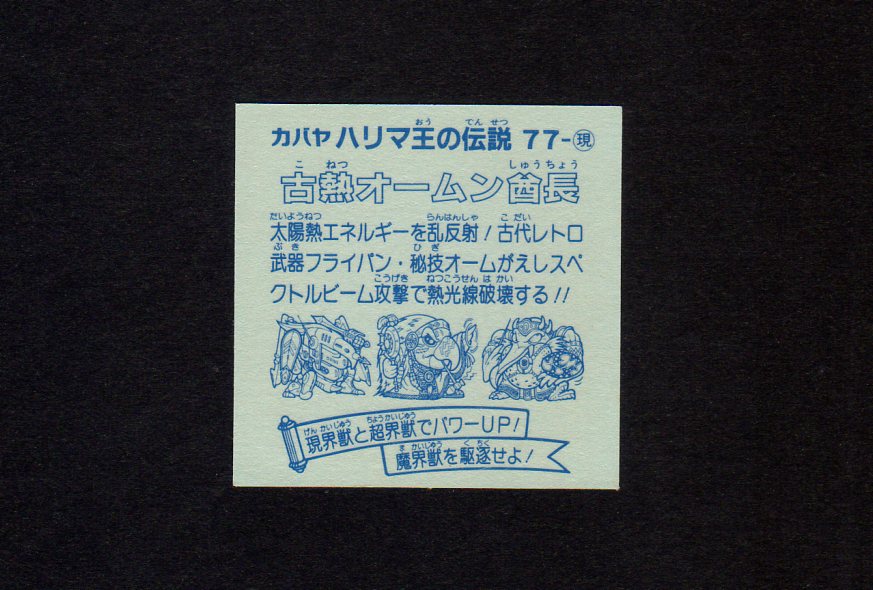 カバヤ ハリマ王の伝説 77-㊝
古熱オームン酋長
太陽熱エネルギーを乱反射！古代レトロ
武器フライパン・秘技オームがえしスペ
クトルビーム攻撃で熱光線破壊する!!
現界獣と超界獣でパワーUP！
魔界獣を駆逐せよ！